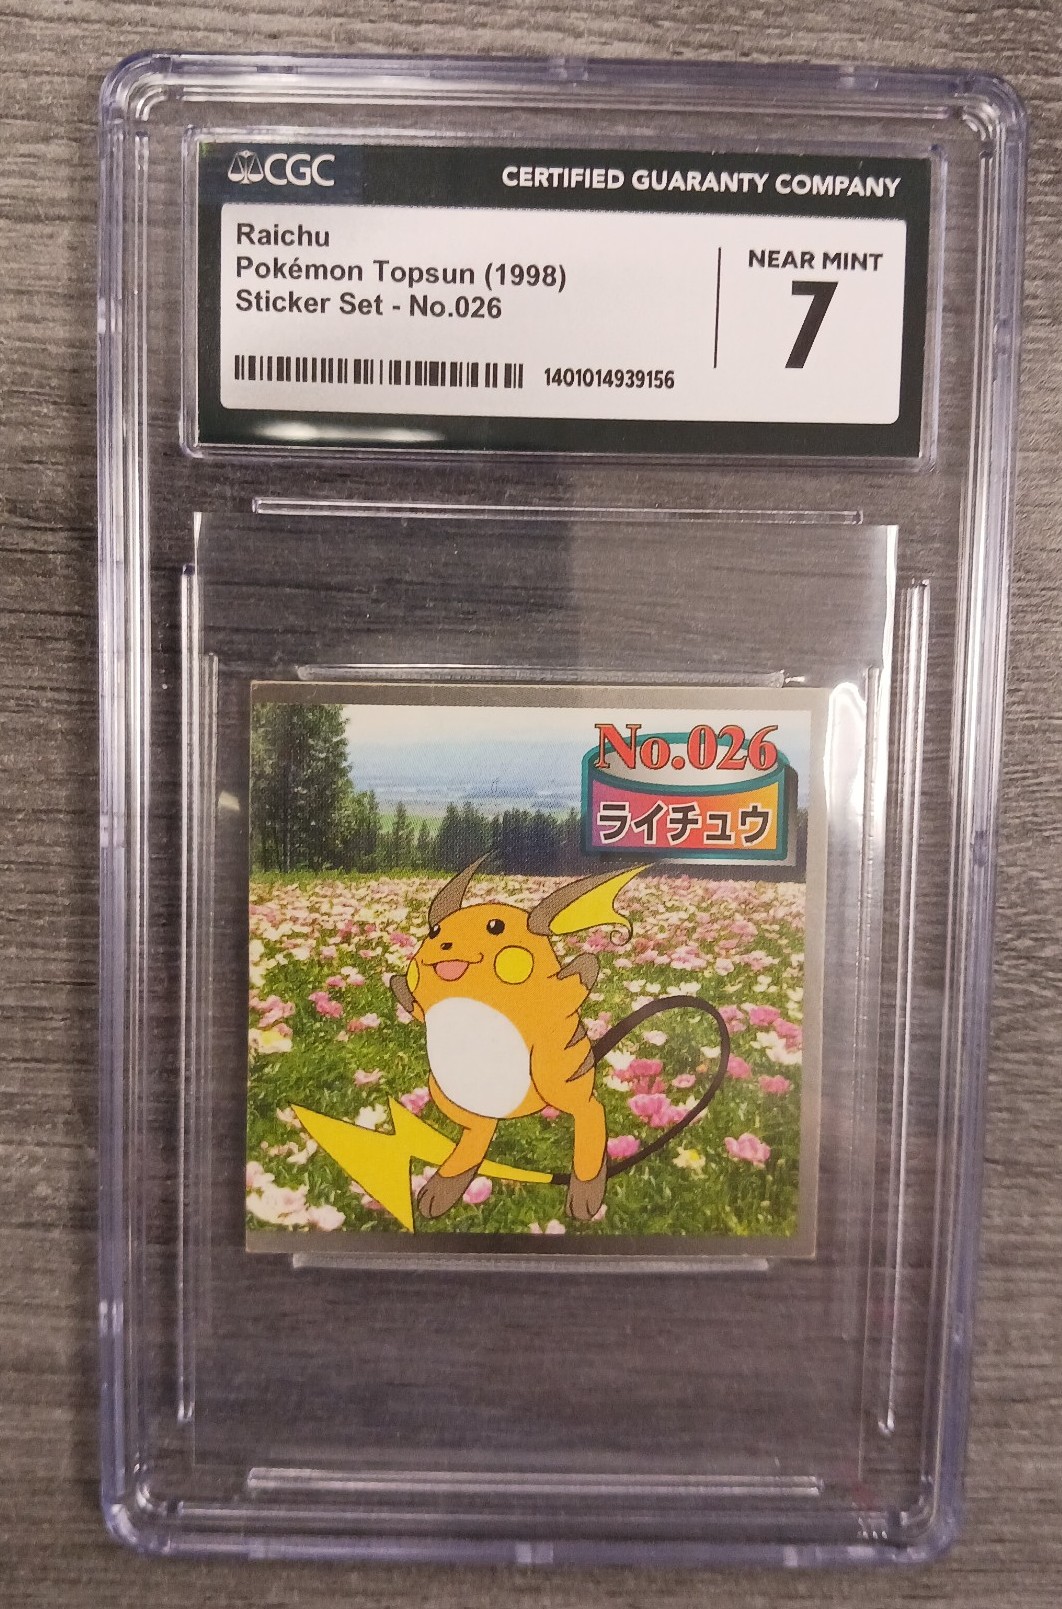 CGC
CERTIFIED GUARANTY COMPANY
Raichu
Pokémon Topsun (1998)
Sticker Set - No.026
NEAR MINT
7
1401014939156
No.026
ライチュウ